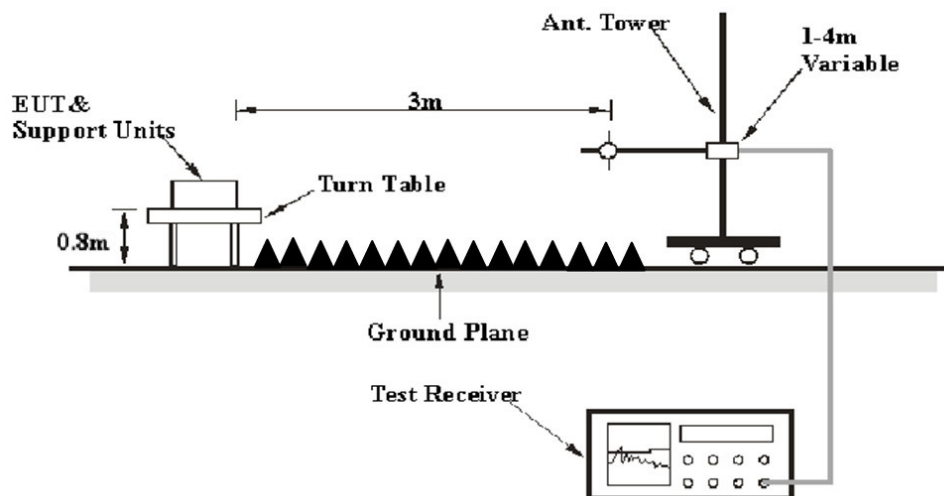 Ant. Tower
1-4m
Variable
3m
EUT&
Support Units
Turn Table
0.8m
Ground Plane
Test Receiver